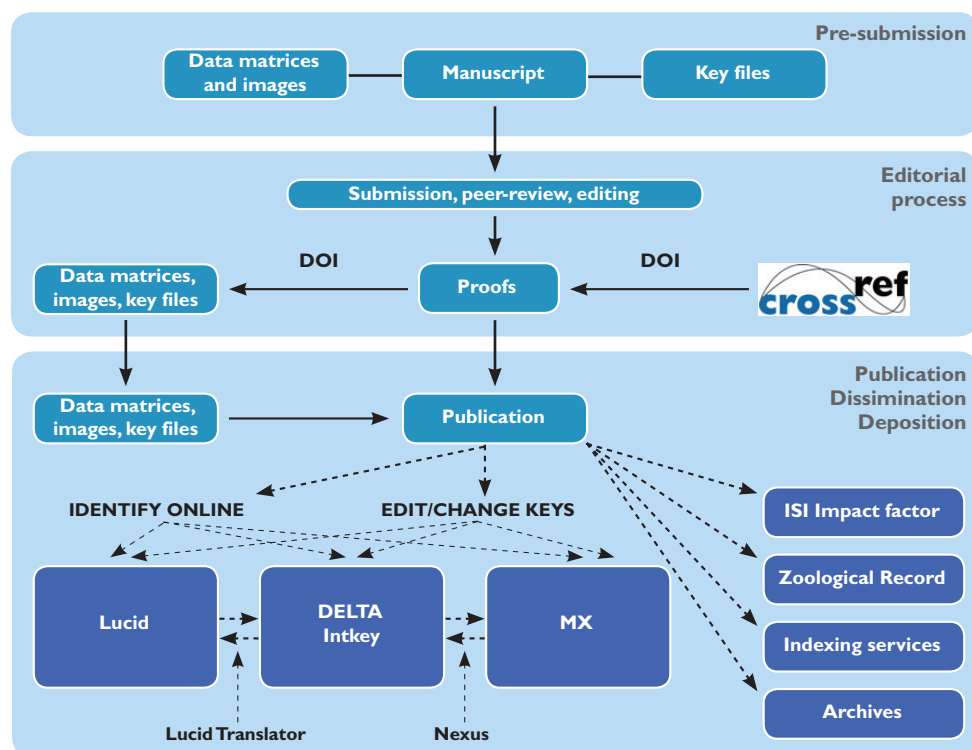 Pre-submission
Data matrices
and images
Manuscript
Key files
Editorial
process
Submission, peer-review, editing
DOI
DOI
Data matrices,
images, key files
Proofs
cross ref
Publication
Dissimination
Deposition
Data matrices,
images, key files
Publication
IDENTIFY ONLINE
EDIT/CHANGE KEYS
ISI Impact factor
Zoological Record
Indexing services
Archives
Lucid
DELTA
Intkey
MX
Lucid Translator
Nexus